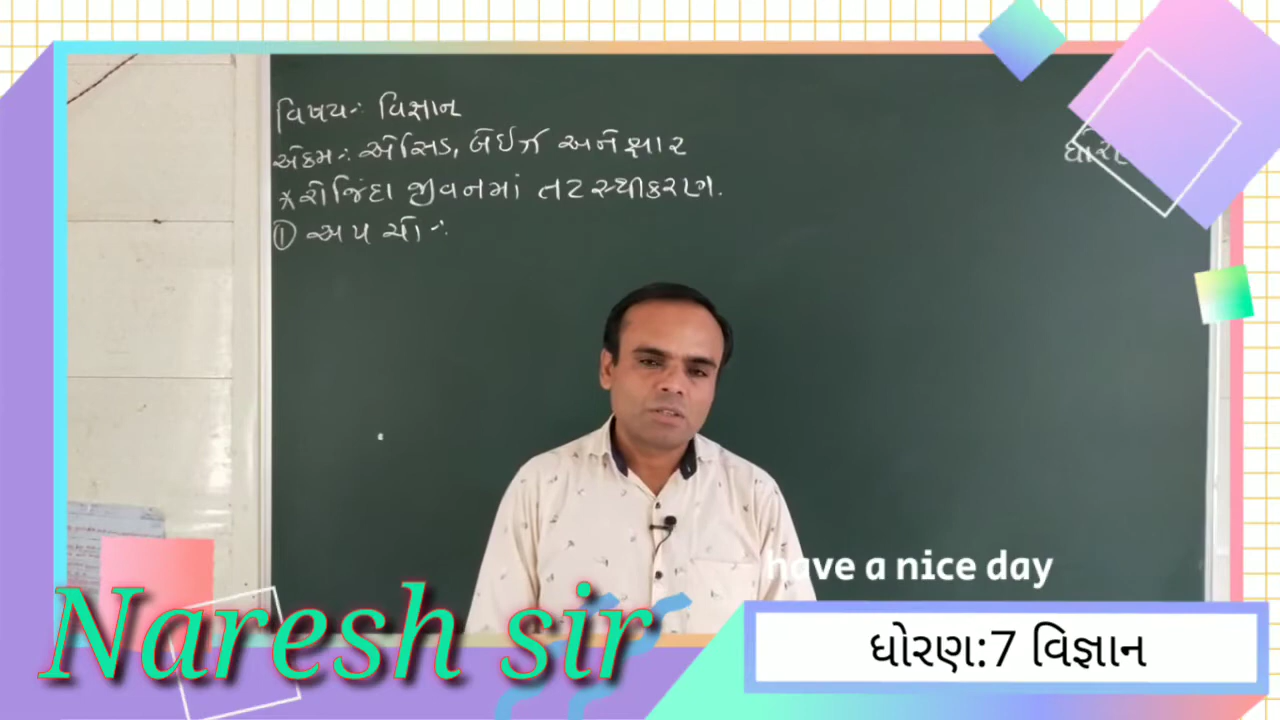 વિષય :- વિજ્ઞાન
એકમ :- એસિડ, બેઈઝ અને ક્ષાર
* રોજિંદા જીવનમાં તટસ્થીકરણ.
① અપચો :-
have a nice day
Naresh sir
ધોરણ:7 વિજ્ઞાન